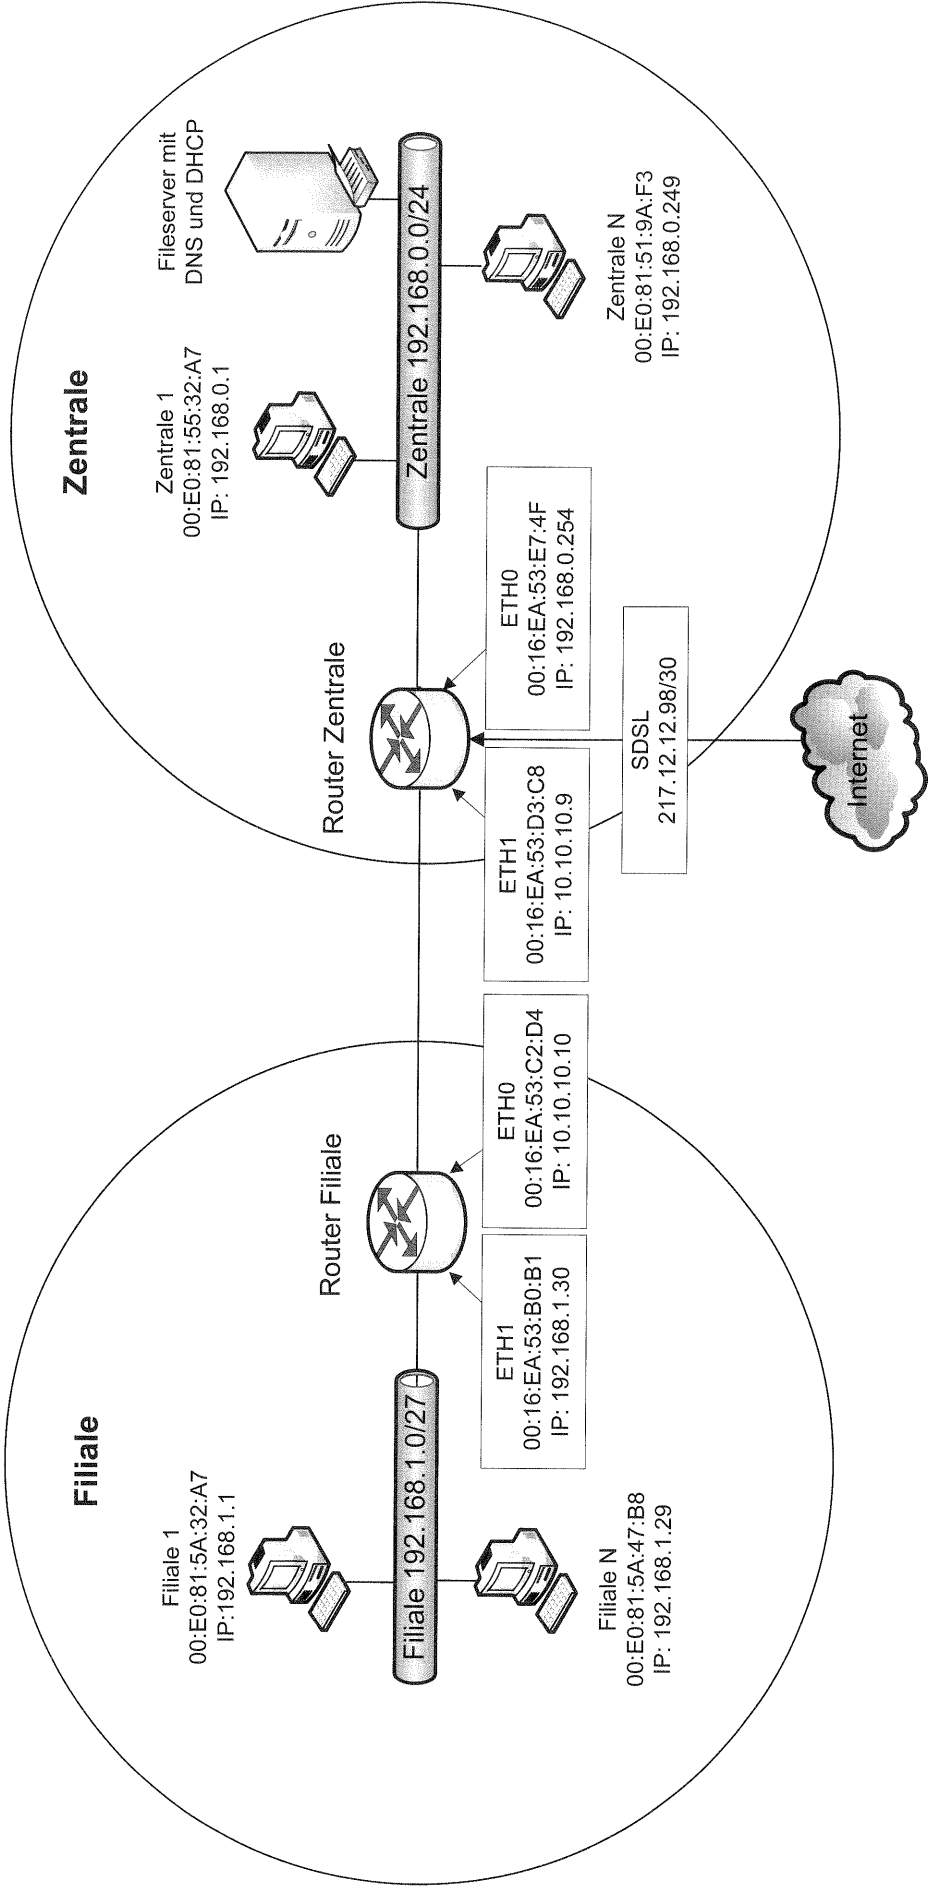 Filiale
Filiale 1
00:E0:81:5A:32:A7
IP:192.168.1.1
Filiale 192.168.1.0/27
Filiale N
00:E0:81:5A:47:B8
IP: 192.168.1.29
Router Filiale
ETH1
00:16:EA:53:B0:B1
IP: 192.168.1.30
ETH0
00:16:EA:53:C2:D4
IP: 10.10.10.10
Zentrale
Router Zentrale
ETH1
00:16:EA:53:D3:C8
IP: 10.10.10.9
ETH0
00:16:EA:53:E7:4F
IP: 192.168.0.254
SDSL
217.12.12.98/30
Internet
Zentrale 1
00:E0:81:55:32:A7
IP: 192.168.0.1
Fileserver mit
DNS und DHCP
Zentrale 192.168.0.0/24
Zentrale N
00:E0:81:51:9A:F3
IP: 192.168.0.249